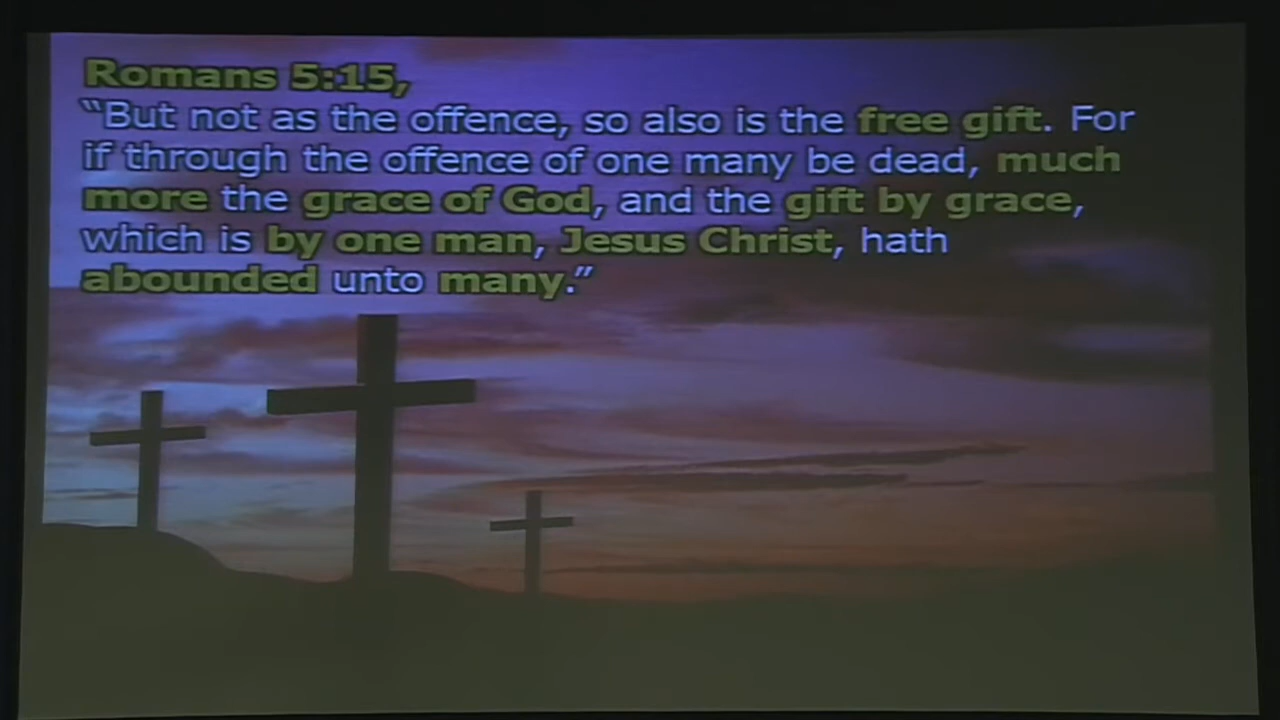 Romans 5:15,
“But not as the offence, so also is the free gift. For
if through the offence of one many be dead, much
more the grace of God, and the gift by grace,
which is by one man, Jesus Christ, hath
abounded unto many.”